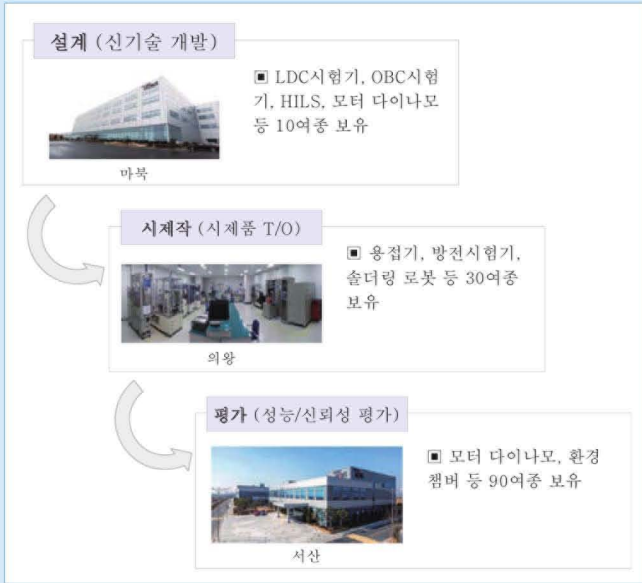 설계 (신기술 개발)
▣ LDC시험기, OBC시험
기, HILS, 모터 다이나모
등 10여종 보유
마북
시제작 (시제품 T/O)
▣ 용접기, 방전시험기,
솔더링 로봇 등 30여종
보유
의왕
평가 (성능/신뢰성 평가)
▣ 모터 다이나모, 환경
챔버 등 90여종 보유
서산